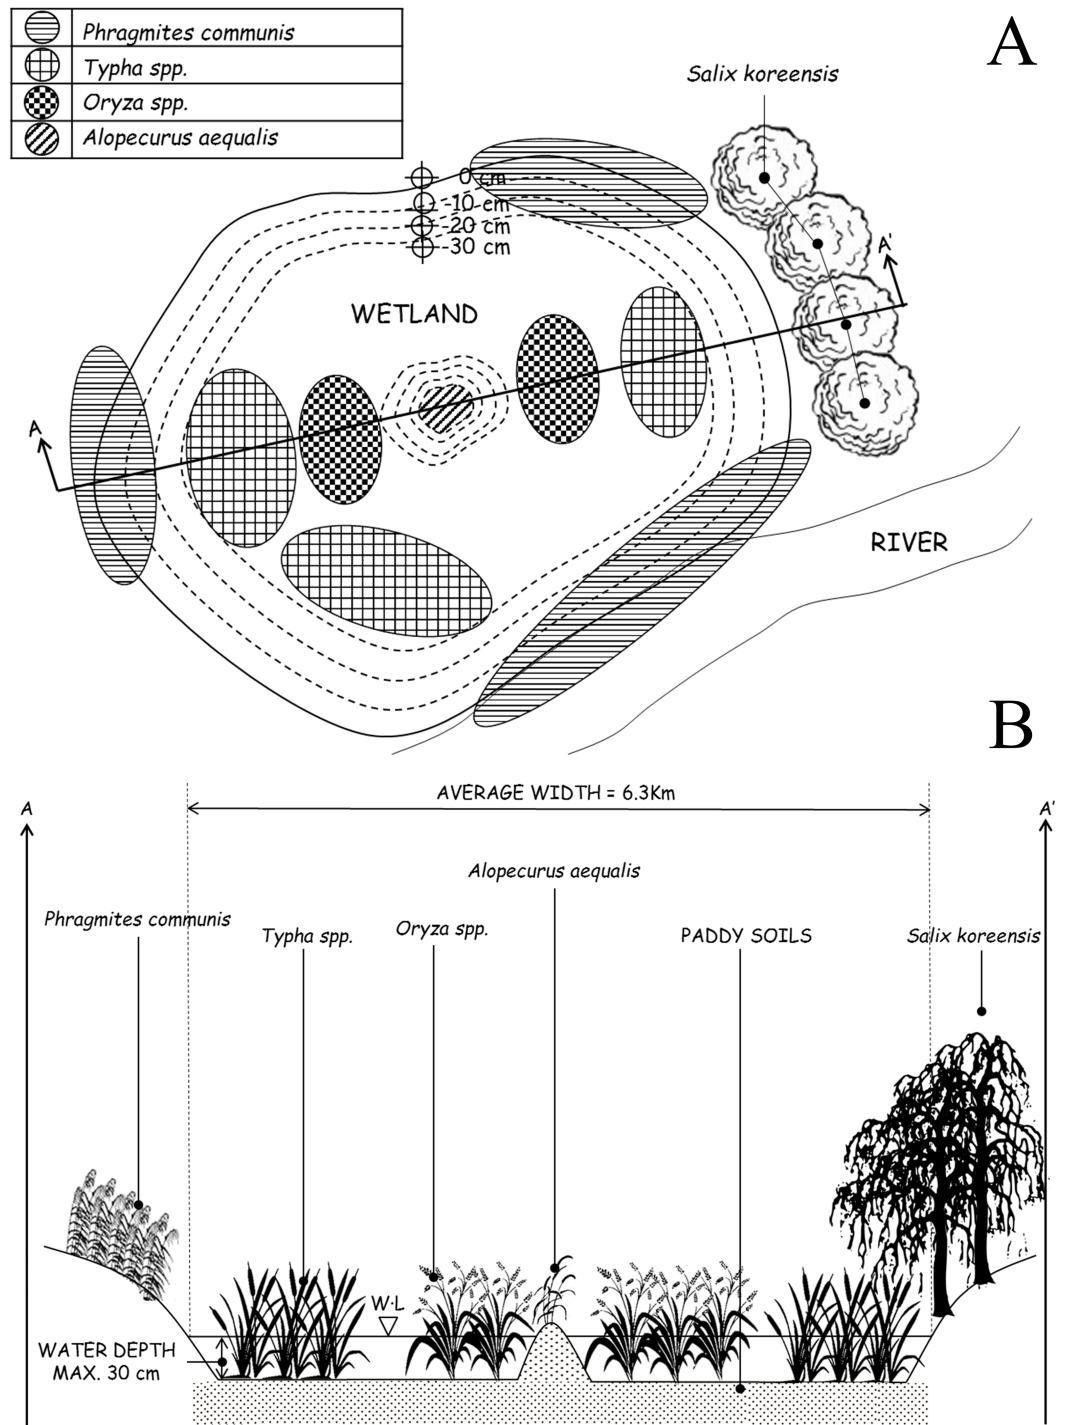 A
Phragmites communis
Typha spp.
Oryza spp.
Alopecurus aequalis
Salix koreensis
0 cm
-10 cm
-20 cm
-30 cm
A'
WETLAND
A
RIVER
B
AVERAGE WIDTH = 6.3Km
A
A'
Alopecurus aequalis
Phragmites communis
Typha spp.
Oryza spp.
PADDY SOILS
Salix koreensis
W·L
WATER DEPTH
MAX. 30 cm